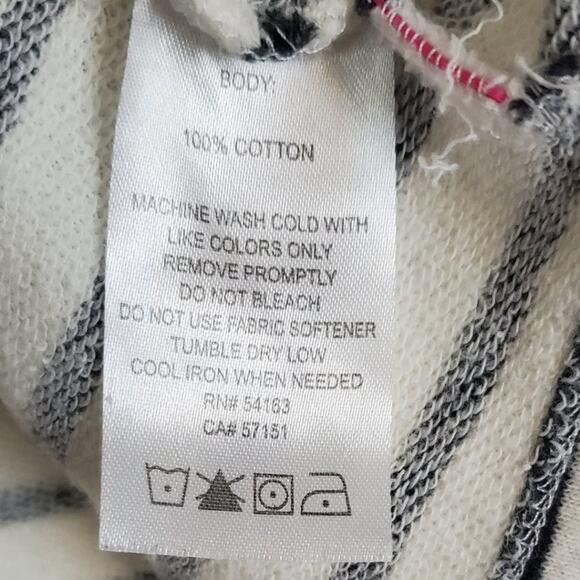 BODY:
100% COTTON
MACHINE WASH COLD WITH
LIKE COLORS ONLY
REMOVE PROMPTLY
DO NOT BLEACH
DO NOT USE FABRIC SOFTENER
TUMBLE DRY LOW
COOL IRON WHEN NEEDED
RN# 54163
CA# 57151